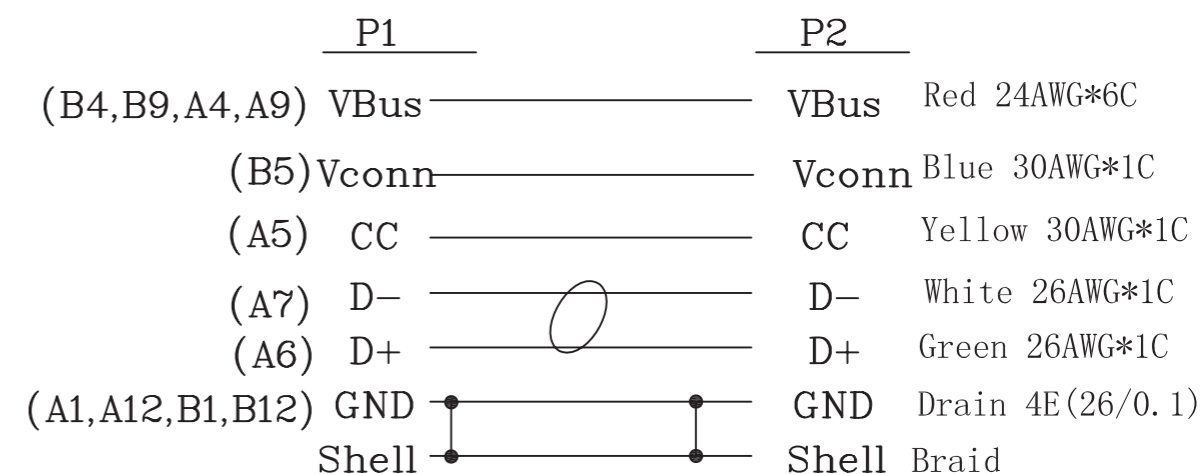 P1 P2
(B4,B9,A4,A9) VBus VBus Red 24AWG*6C
(B5) Vconn Vconn Blue 30AWG*1C
(A5) CC CC Yellow 30AWG*1C
(A7) D− D− White 26AWG*1C
(A6) D+ D+ Green 26AWG*1C
(A1,A12,B1,B12) GND GND Drain 4E(26/0.1)
Shell Shell Braid